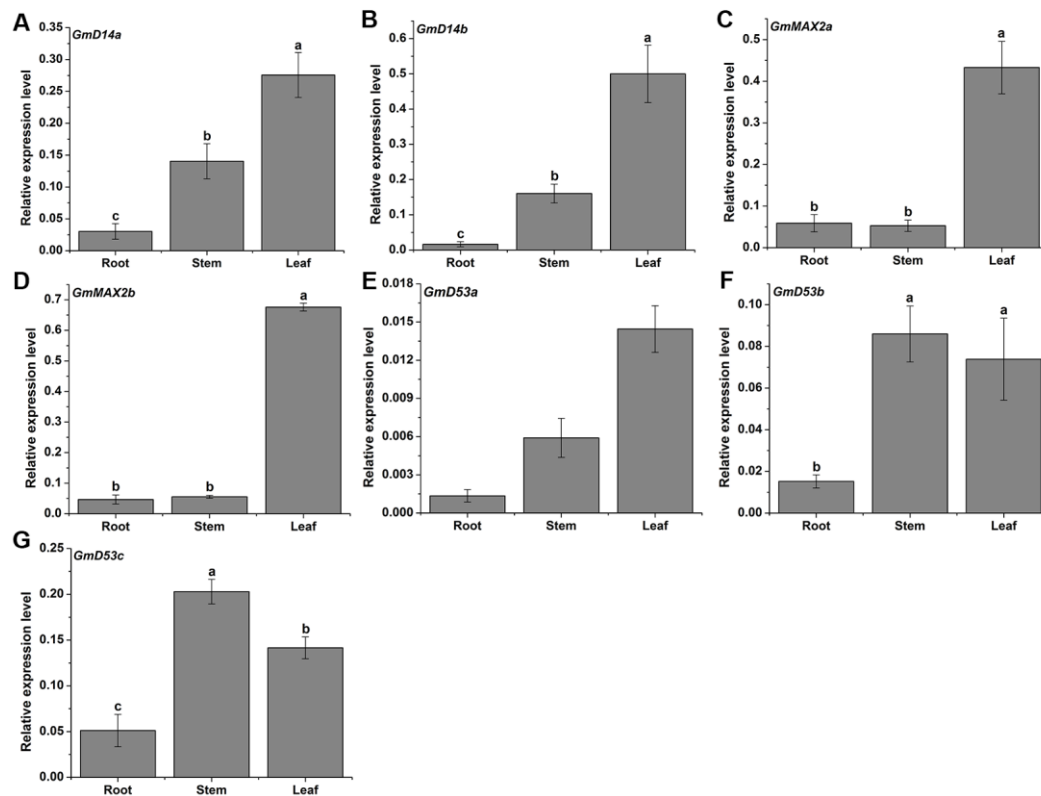 A
GmD14a
Relative expression level
0.35
0.30
0.25
0.20
0.15
0.10
0.05
0.00
c
b
a
Root Stem Leaf
B
GmD14b
Relative expression level
0.6
0.5
0.4
0.3
0.2
0.1
0.0
c
b
a
Root Stem Leaf
C
GmMAX2a
Relative expression level
0.5
0.4
0.3
0.2
0.1
0.0
b
b
a
Root Stem Leaf
D
GmMAX2b
Relative expression level
0.7
0.6
0.5
0.4
0.3
0.2
0.1
0.0
b
b
a
Root Stem Leaf
E
GmD53a
Relative expression level
0.018
0.015
0.012
0.009
0.006
0.003
0.000
Root Stem Leaf
F
GmD53b
Relative expression level
0.10
0.08
0.06
0.04
0.02
0.00
b
a
a
Root Stem Leaf
G
GmD53c
Relative expression level
0.25
0.20
0.15
0.10
0.05
0.00
c
a
b
Root Stem Leaf